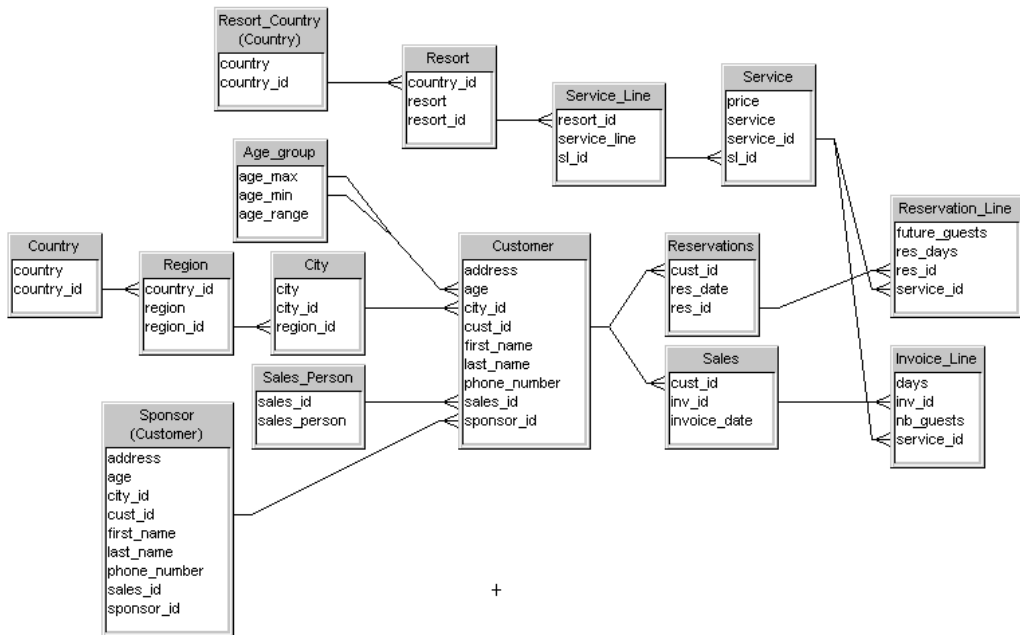 Resort_Country
(Country)
country
country_id
Resort
country_id
resort
resort_id
Service_Line
resort_id
service_line
sl_id
Service
price
service
service_id
sl_id
Age_group
age_max
age_min
age_range
Reservation_Line
future_guests
res_days
res_id
service_id
Country
country
country_id
Region
country_id
region
region_id
City
city
city_id
region_id
Customer
address
age
city_id
cust_id
first_name
last_name
phone_number
sales_id
sponsor_id
Reservations
cust_id
res_date
res_id
Sales
cust_id
inv_id
invoice_date
Invoice_Line
days
inv_id
nb_guests
service_id
Sales_Person
sales_id
sales_person
Sponsor
(Customer)
address
age
city_id
cust_id
first_name
last_name
phone_number
sales_id
sponsor_id